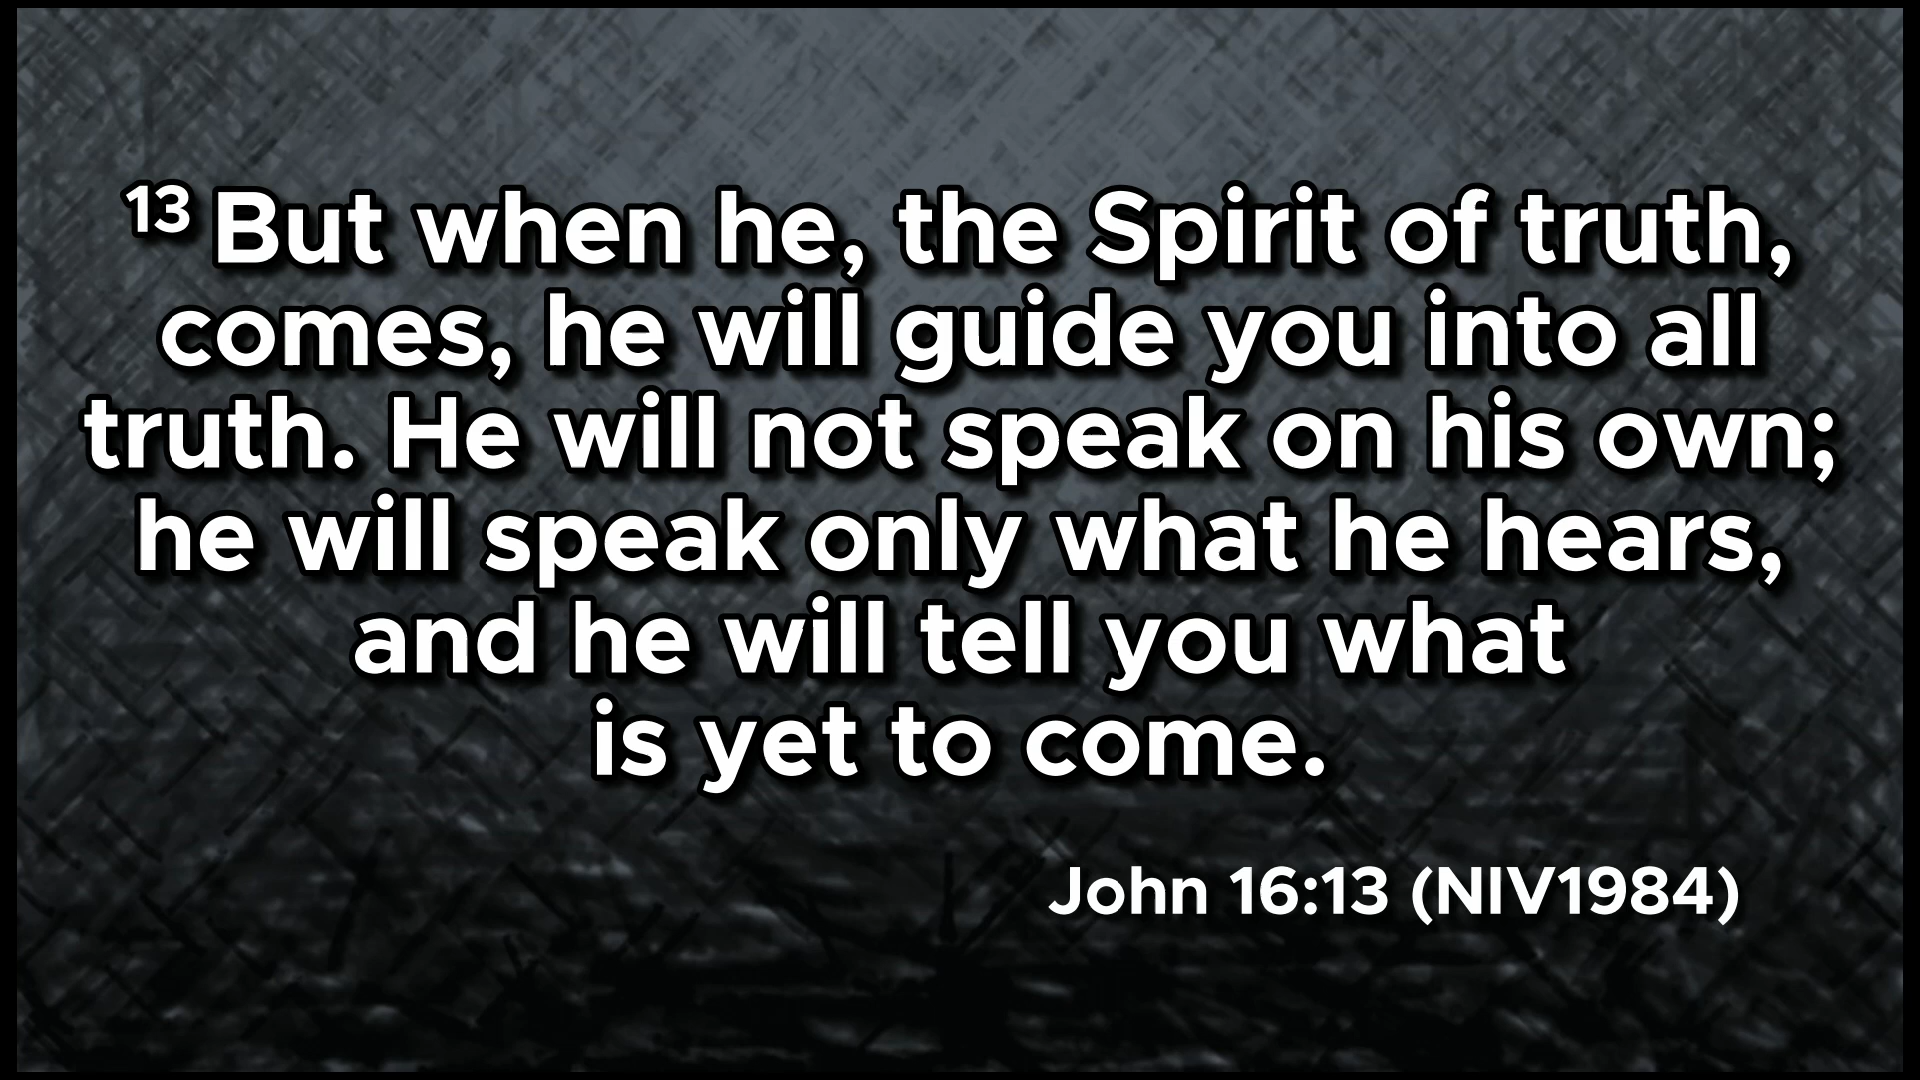 13 But when he, the Spirit of truth,
comes, he will guide you into all
truth. He will not speak on his own;
he will speak only what he hears,
and he will tell you what
is yet to come.
John 16:13 (NIV1984)